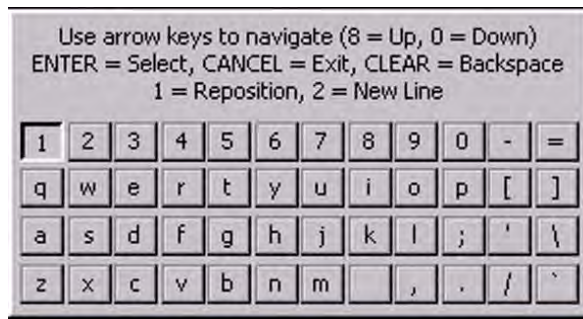 Use arrow keys to navigate (8 = Up, 0 = Down)
ENTER = Select, CANCEL = Exit, CLEAR = Backspace
1 = Reposition, 2 = New Line
1 2 3 4 5 6 7 8 9 0 - =
q w e r t y u i o p [ ]
a s d f g h j k l ; ' \
z x c v b n m , . / `